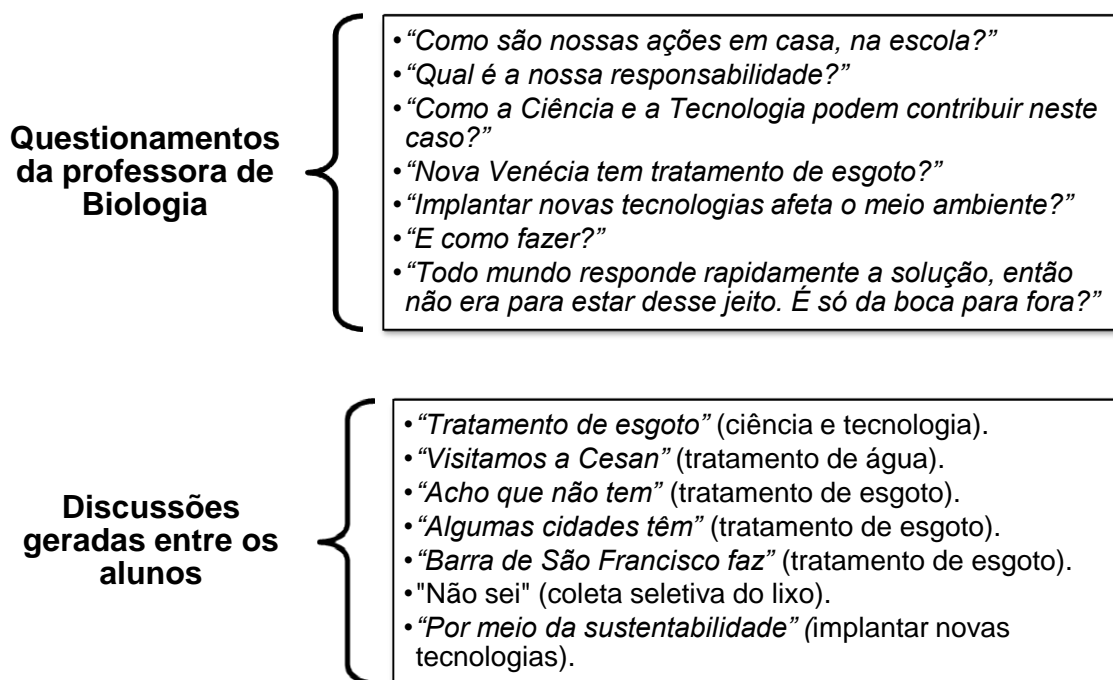 Questionamentos
da professora de
Biologia
•“Como são nossas ações em casa, na escola?”
•“Qual é a nossa responsabilidade?”
•“Como a Ciência e a Tecnologia podem contribuir neste
caso?”
•“Nova Venécia tem tratamento de esgoto?”
•“Implantar novas tecnologias afeta o meio ambiente?”
•“E como fazer?”
•“Todo mundo responde rapidamente a solução, então
não era para estar desse jeito. É só da boca para fora?”
Discussões
geradas entre os
alunos
•“Tratamento de esgoto” (ciência e tecnologia).
•“Visitamos a Cesan” (tratamento de água).
•“Acho que não tem” (tratamento de esgoto).
•“Algumas cidades têm” (tratamento de esgoto).
•“Barra de São Francisco faz” (tratamento de esgoto).
•"Não sei" (coleta seletiva do lixo).
•“Por meio da sustentabilidade” (implantar novas
tecnologias).